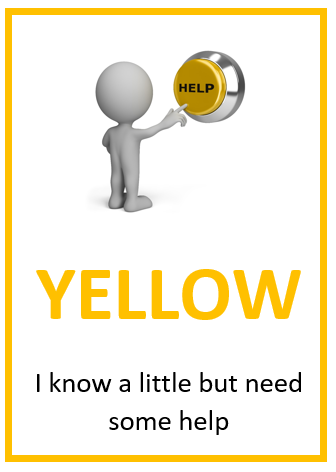 HELP
YELLOW
I know a little but need
some help